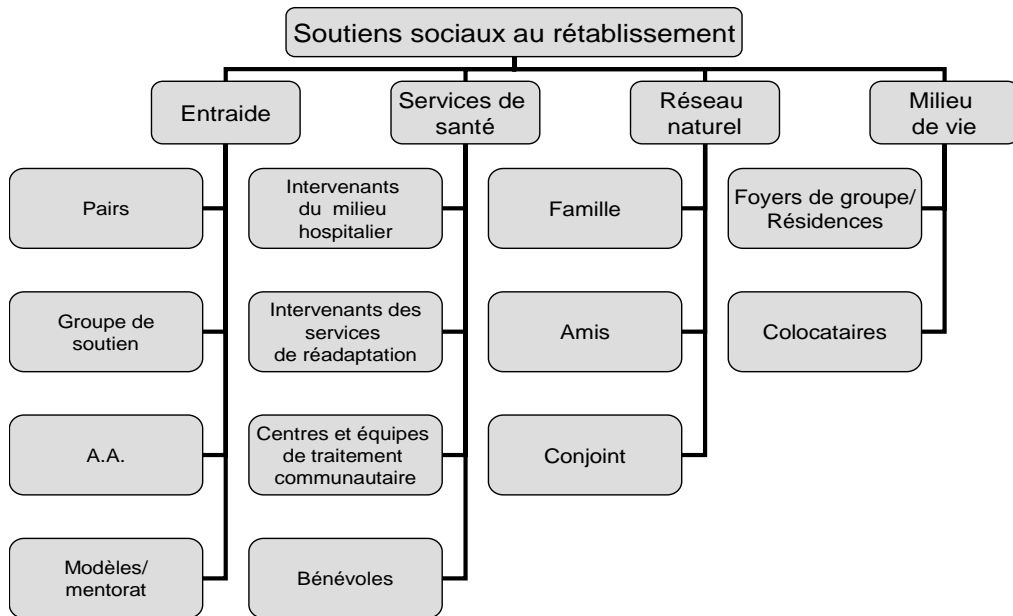 Soutiens sociaux au rétablissement
Entraide
Services de
santé
Réseau
naturel
Milieu
de vie
Pairs
Intervenants
du milieu
hospitalier
Famille
Foyers de groupe/
Résidences
Groupe de
soutien
Intervenants des
services
de réadaptation
Amis
Colocataires
A.A.
Centres et équipes
de traitement
communautaire
Conjoint
Modèles/
mentorat
Bénévoles